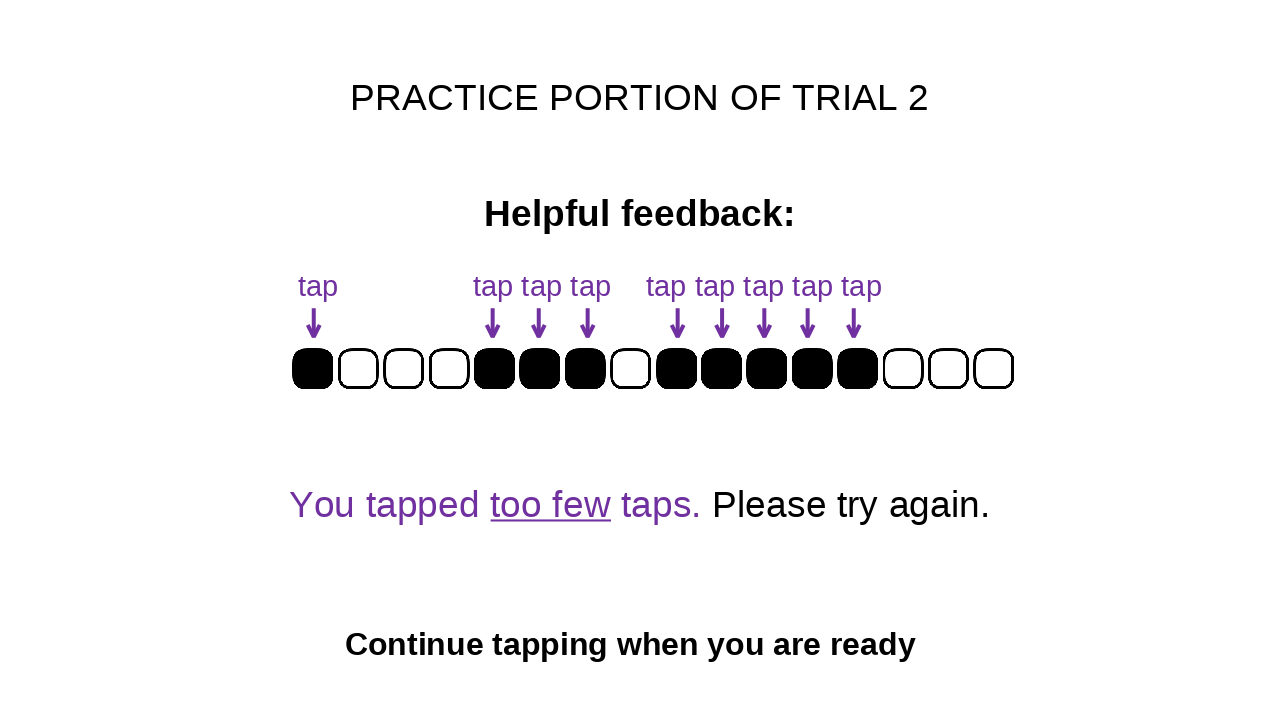 PRACTICE PORTION OF TRIAL 2
Helpful feedback:
tap tap tap tap tap tap tap tap tap
You tapped too few taps. Please try again.
Continue tapping when you are ready